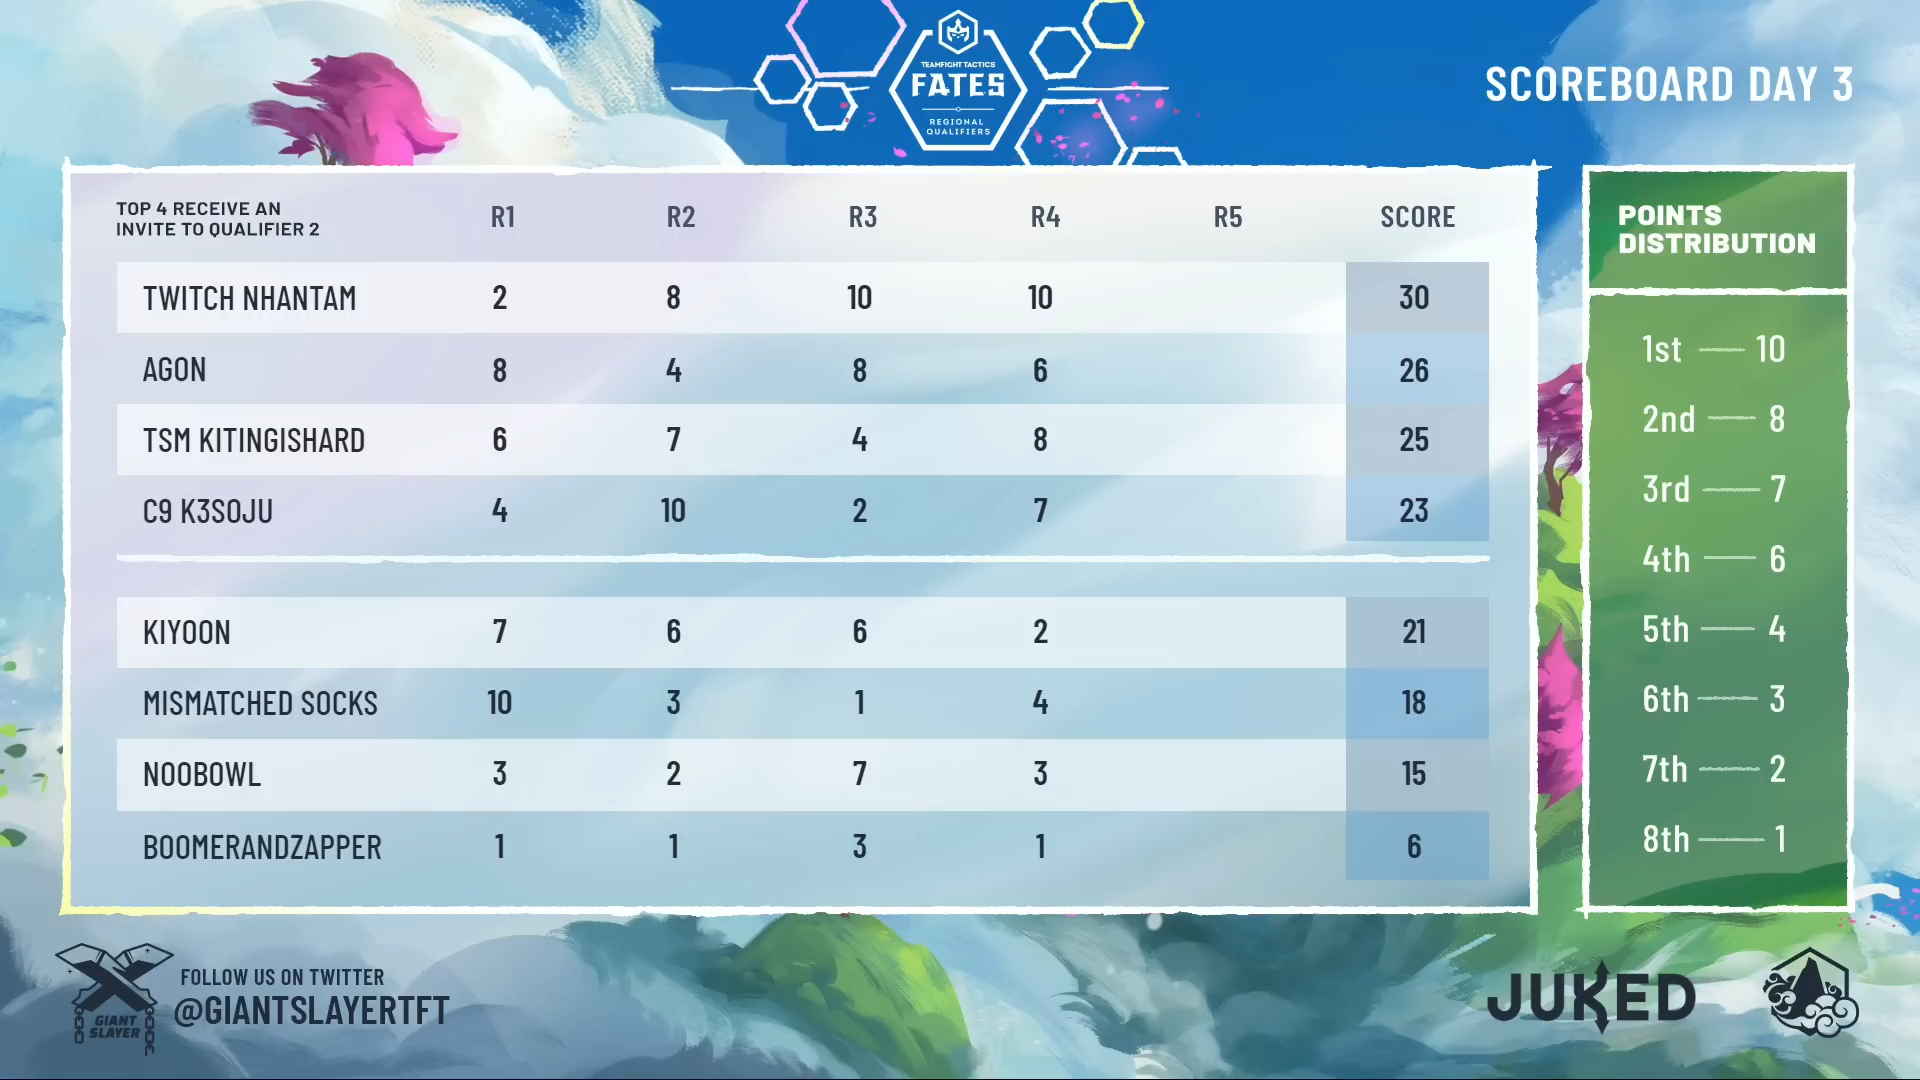 TEAMFIGHT TACTICS
FATES
REGIONAL
QUALIFIERS
SCOREBOARD DAY 3
TOP 4 RECEIVE AN
INVITE TO QUALIFIER 2
R1 R2 R3 R4 R5 SCORE
TWITCH NHANTAM 2 8 10 10 30
AGON 8 4 8 6 26
TSM KITINGISHARD 6 7 4 8 25
C9 K3SOJU 4 10 2 7 23
KIYOON 7 6 6 2 21
MISMATCHED SOCKS 10 3 1 4 18
NOOBOWL 3 2 7 3 15
BOOMERANDZAPPER 1 1 3 1 6
POINTS
DISTRIBUTION
1st — 10
2nd — 8
3rd — 7
4th — 6
5th — 4
6th — 3
7th — 2
8th — 1
GIANT
SLAYER
FOLLOW US ON TWITTER
@GIANTSLAYERTFT
JUKED